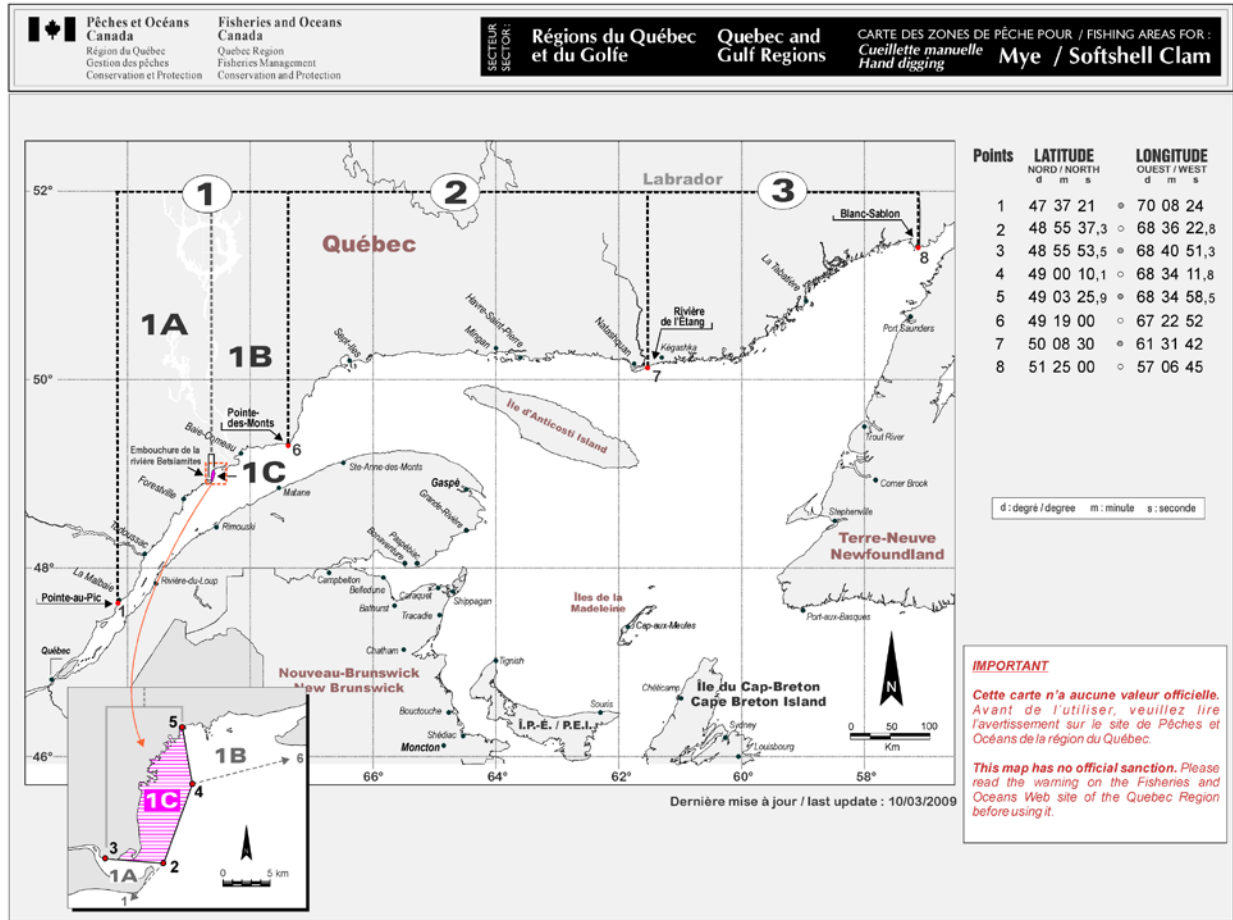 Pêches et Océans
Canada
Région du Québec
Gestion des pêches
Conservation et Protection
Fisheries and Oceans
Canada
Quebec Region
Fisheries Management
Conservation and Protection
SECTEUR
SECTOR:
Régions du Québec
et du Golfe
Quebec and
Gulf Regions
CARTE DES ZONES DE PÊCHE POUR / FISHING AREAS FOR :
Cueillette manuelle
Hand digging
Mye / Softshell Clam
52°
1
2
3
Labrador
Blanc-Sablon
8
Québec
La Tabatière
1A
1B
Sept-Iles
Havre-Saint-Pierre
Mingan
Natashquan
Rivière
de l'Étang
Kégashka
Port Saunders
50°
7
Pointe-
des-Monts
6
Île d'Anticosti Island
Baie-Comeau
Trout River
Embouchure de la
rivière Betsiamites
1C
Ste-Anne-des-Monts
Forestville
Matane
Gaspé
Corner Brook
Grande-Rivière
Rimouski
Stephenville
Tadoussac
Paspébiac
Bonaventure
Terre-Neuve
Newfoundland
48°
La Malbaie
Rivière-du-Loup
Campbellton
Belledune
Caraquet
Shippagan
Pointe-au-Pic
1
Bathurst
Tracadie
Îles de la
Madeleine
Port-aux-Basques
Cap-aux-Meules
Québec
Chatham
Tignish
N
Nouveau-Brunswick
New Brunswick
Chéticamp
Île du Cap-Breton
Cape Breton Island
Bouctouche
Î.P.-É. / P.E.I.
Souris
0 50 100
Km
Shédiac
Sydney
Moncton
Louisbourg
46°
66°
64°
62°
60°
58°
5
1B
6
4
1C
3
2
1A
1
N
0 5 km
Dernière mise à jour / last update : 10/03/2009
Points LATITUDE LONGITUDE
NORD / NORTH OUEST / WEST
d m s d m s
1 47 37 21 70 08 24
2 48 55 37,3 68 36 22,8
3 48 55 53,5 68 40 51,3
4 49 00 10,1 68 34 11,8
5 49 03 25,9 68 34 58,5
6 49 19 00 67 22 52
7 50 08 30 61 31 42
8 51 25 00 57 06 45
d : degré / degree m : minute s : seconde
IMPORTANT
Cette carte n'a aucune valeur officielle.
Avant de l'utiliser, veuillez lire
l'avertissement sur le site de Pêches et
Océans de la région du Québec.
This map has no official sanction. Please
read the warning on the Fisheries and
Oceans Web site of the Quebec Region
before using it.